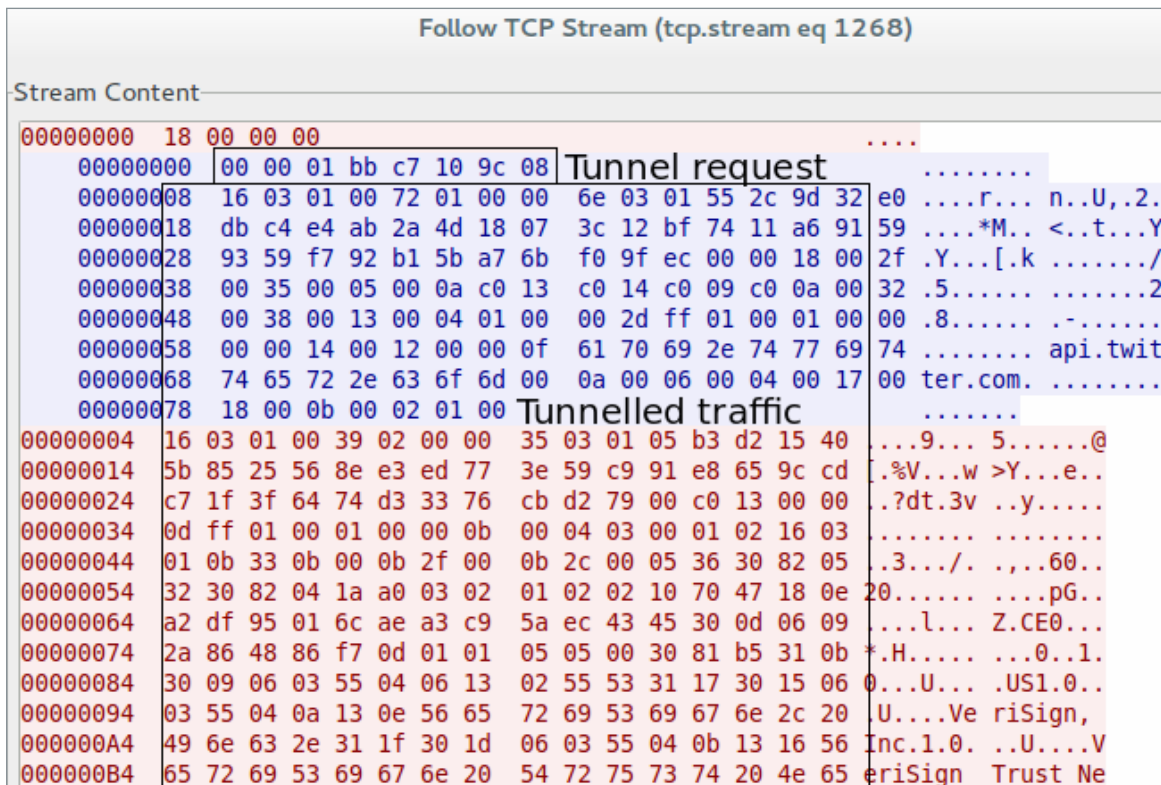 Follow TCP Stream (tcp.stream eq 1268)
Stream Content
00000000 18 00 00 00 ....
00000000 00 00 01 bb c7 10 9c 08 Tunnel request ........
00000008 16 03 01 00 72 01 00 00 6e 03 01 55 2c 9d 32 e0 ....r... n..U,.2.
00000018 db c4 e4 ab 2a 4d 18 07 3c 12 bf 74 11 a6 91 59 ....*M.. <..t...Y
00000028 93 59 f7 92 b1 5b a7 6b f0 9f ec 00 00 18 00 2f .Y...[.k ......./
00000038 00 35 00 05 00 0a c0 13 c0 14 c0 09 c0 0a 00 32 .5...... .......2
00000048 00 38 00 13 00 04 01 00 00 2d ff 01 00 01 00 00 .8...... .-......
00000058 00 00 14 00 12 00 00 0f 61 70 69 2e 74 77 69 74 ........ api.twit
00000068 74 65 72 2e 63 6f 6d 00 0a 00 06 00 04 00 17 00 ter.com. ........
00000078 18 00 0b 00 02 01 00 Tunnelled traffic .......
00000004 16 03 01 00 39 02 00 00 35 03 01 05 b3 d2 15 40 ....9... 5......@
00000014 5b 85 25 56 8e e3 ed 77 3e 59 c9 91 e8 65 9c cd [.%V...w >Y...e..
00000024 c7 1f 3f 64 74 d3 33 76 cb d2 79 00 c0 13 00 00 ..?dt.3v ..y.....
00000034 0d ff 01 00 01 00 00 0b 00 04 03 00 01 02 16 03 ........ ........
00000044 01 0b 33 0b 00 0b 2f 00 0b 2c 00 05 36 30 82 05 ..3.../. .,..60..
00000054 32 30 82 04 1a a0 03 02 01 02 02 10 70 47 18 0e 20...... ....pG..
00000064 a2 df 95 01 6c ae a3 c9 5a ec 43 45 30 0d 06 09 ....l... Z.CE0...
00000074 2a 86 48 86 f7 0d 01 01 05 05 00 30 81 b5 31 0b *.H..... ...0..1.
00000084 30 09 06 03 55 04 06 13 02 55 53 31 17 30 15 06 0...U... .US1.0..
00000094 03 55 04 0a 13 0e 56 65 72 69 53 69 67 6e 2c 20 .U....Ve riSign,
000000A4 49 6e 63 2e 31 1f 30 1d 06 03 55 04 0b 13 16 56 Inc.1.0. ..U....V
000000B4 65 72 69 53 69 67 6e 20 54 72 75 73 74 20 4e 65 eriSign Trust Ne